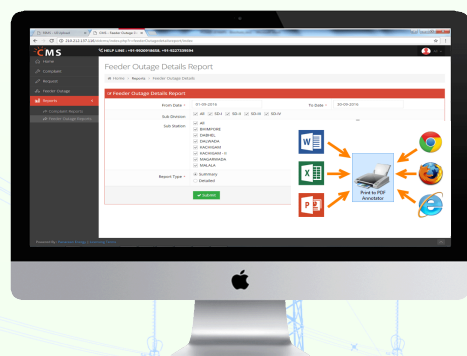 CMS
HELP LINE : +91-9909918658, +91-9227539694
Home
Complaint
Request
Feeder Outage
Reports
Complaint Reports
Feeder Outage Reports
Feeder Outage Details Report
Home › Reports › Feeder Outage Details
Feeder Outage Details Report
From Date * 01-09-2016 To Date * 30-09-2016
Sub Division All SD-I SD-II SD-III SD-IV
Sub Station All
BHIMPORE
DABHEL
DALWADA
KACHIGAM
KACHIGAM - II
MAGARWADA
MALALA
Report Type * Summary
Detailed
Submit
W
X
P
Print to PDF
Annotator